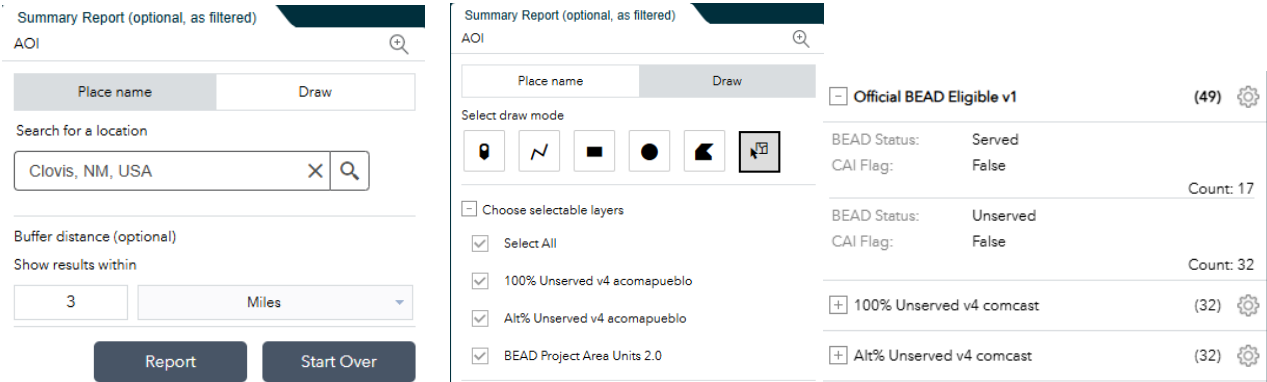 Summary Report (optional, as filtered)
AOI
Place name Draw
Search for a location
Clovis, NM, USA
Buffer distance (optional)
Show results within
3 Miles
Report Start Over
Summary Report (optional, as filtered)
AOI
Place name Draw
Select draw mode
Choose selectable layers
Select All
100% Unserved v4 acomapueblo
Alt% Unserved v4 acomapueblo
BEAD Project Area Units 2.0
Official BEAD Eligible v1 (49)
BEAD Status: Served
CAI Flag: False
Count: 17
BEAD Status: Unserved
CAI Flag: False
Count: 32
100% Unserved v4 comcast (32)
Alt% Unserved v4 comcast (32)